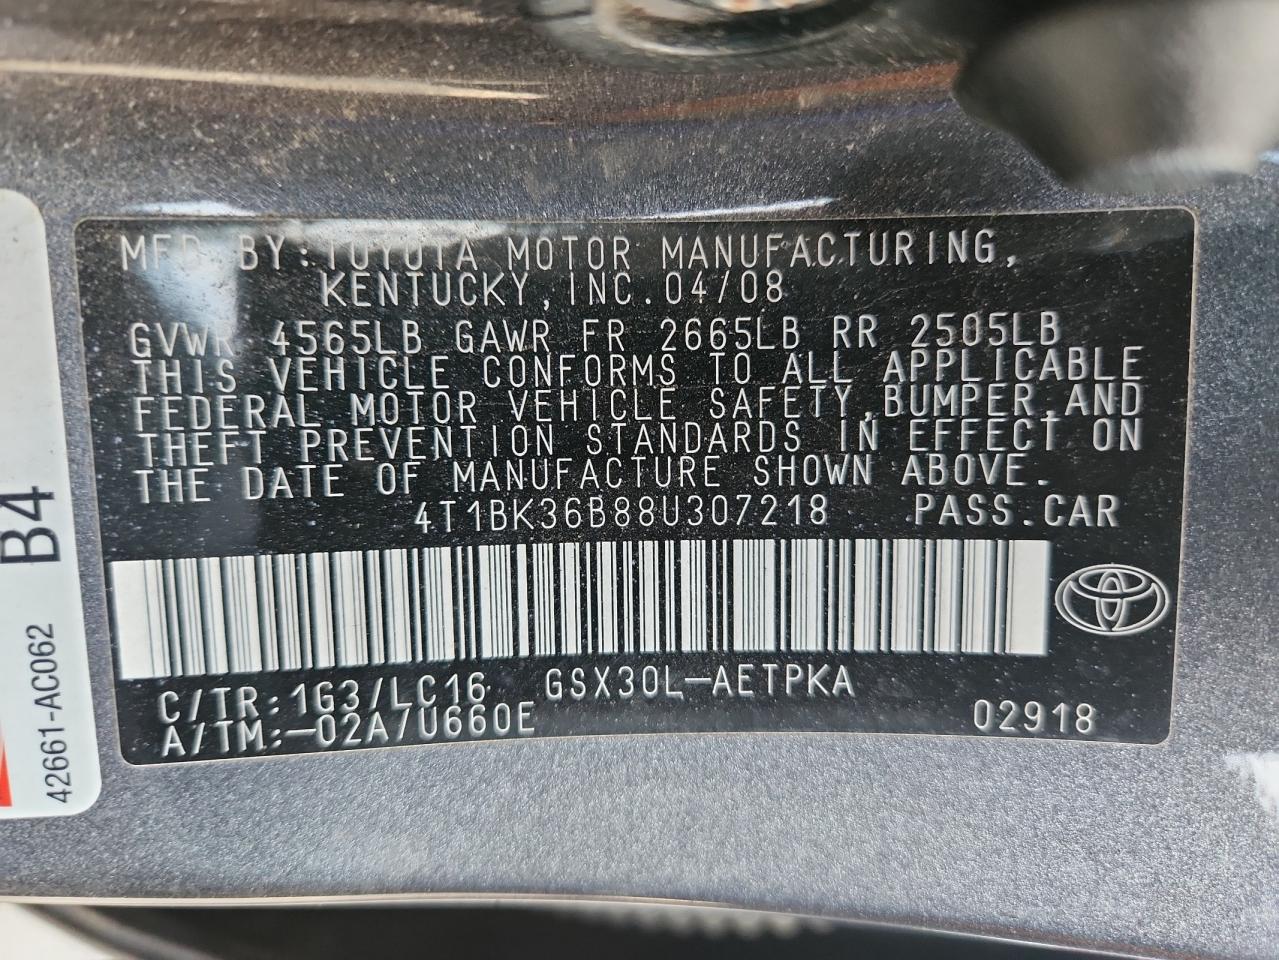 MFD BY:TOYOTA MOTOR MANUFACTURING,
KENTUCKY,INC. 04/08
GVWR 4565LB GAWR FR 2665LB RR 2505LB
THIS VEHICLE CONFORMS TO ALL APPLICABLE
FEDERAL MOTOR VEHICLE SAFETY,BUMPER,AND
THEFT PREVENTION STANDARDS IN EFFECT ON
THE DATE OF MANUFACTURE SHOWN ABOVE.
4T1BK36B88U307218 PASS.CAR
C/TR:1G3/LC16 GSX30L-AETPKA
A/TM:-02A/U660E 02918
B4
42661-AC062